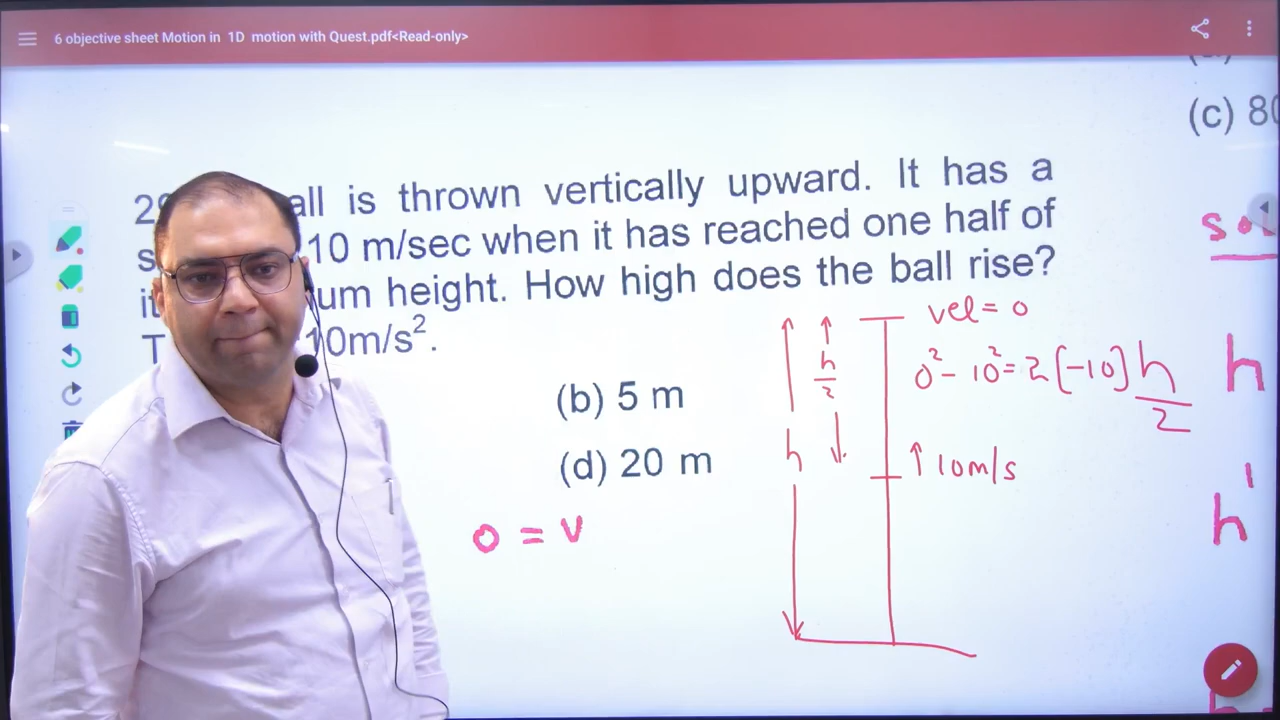 6 objective sheet Motion in 1D motion with Quest.pdf<Read-only>
(c) 80
all is thrown vertically upward. It has a
10 m/sec when it has reached one half of
um height. How high does the ball rise?
10m/s².
(b) 5 m
(d) 20 m
0 = v
h
h/2
vel = 0
0² - 10² = 2 [-10] h/2
↑ 10m/s
sol
h
h'